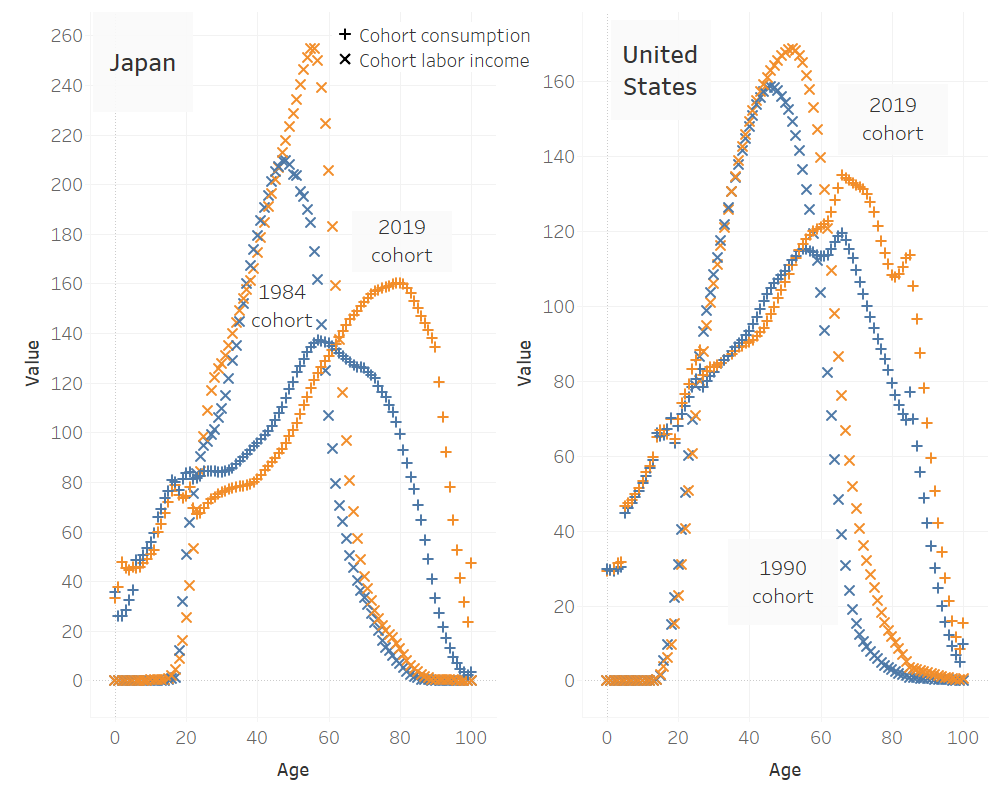 Japan
+ Cohort consumption
× Cohort labor income
2019
cohort
1984
cohort
Value
260
240
220
200
180
160
140
120
100
80
60
40
20
0
0 20 40 60 80 100
Age
United
States
2019
cohort
1990
cohort
Value
160
140
120
100
80
60
40
20
0
0 20 40 60 80 100
Age